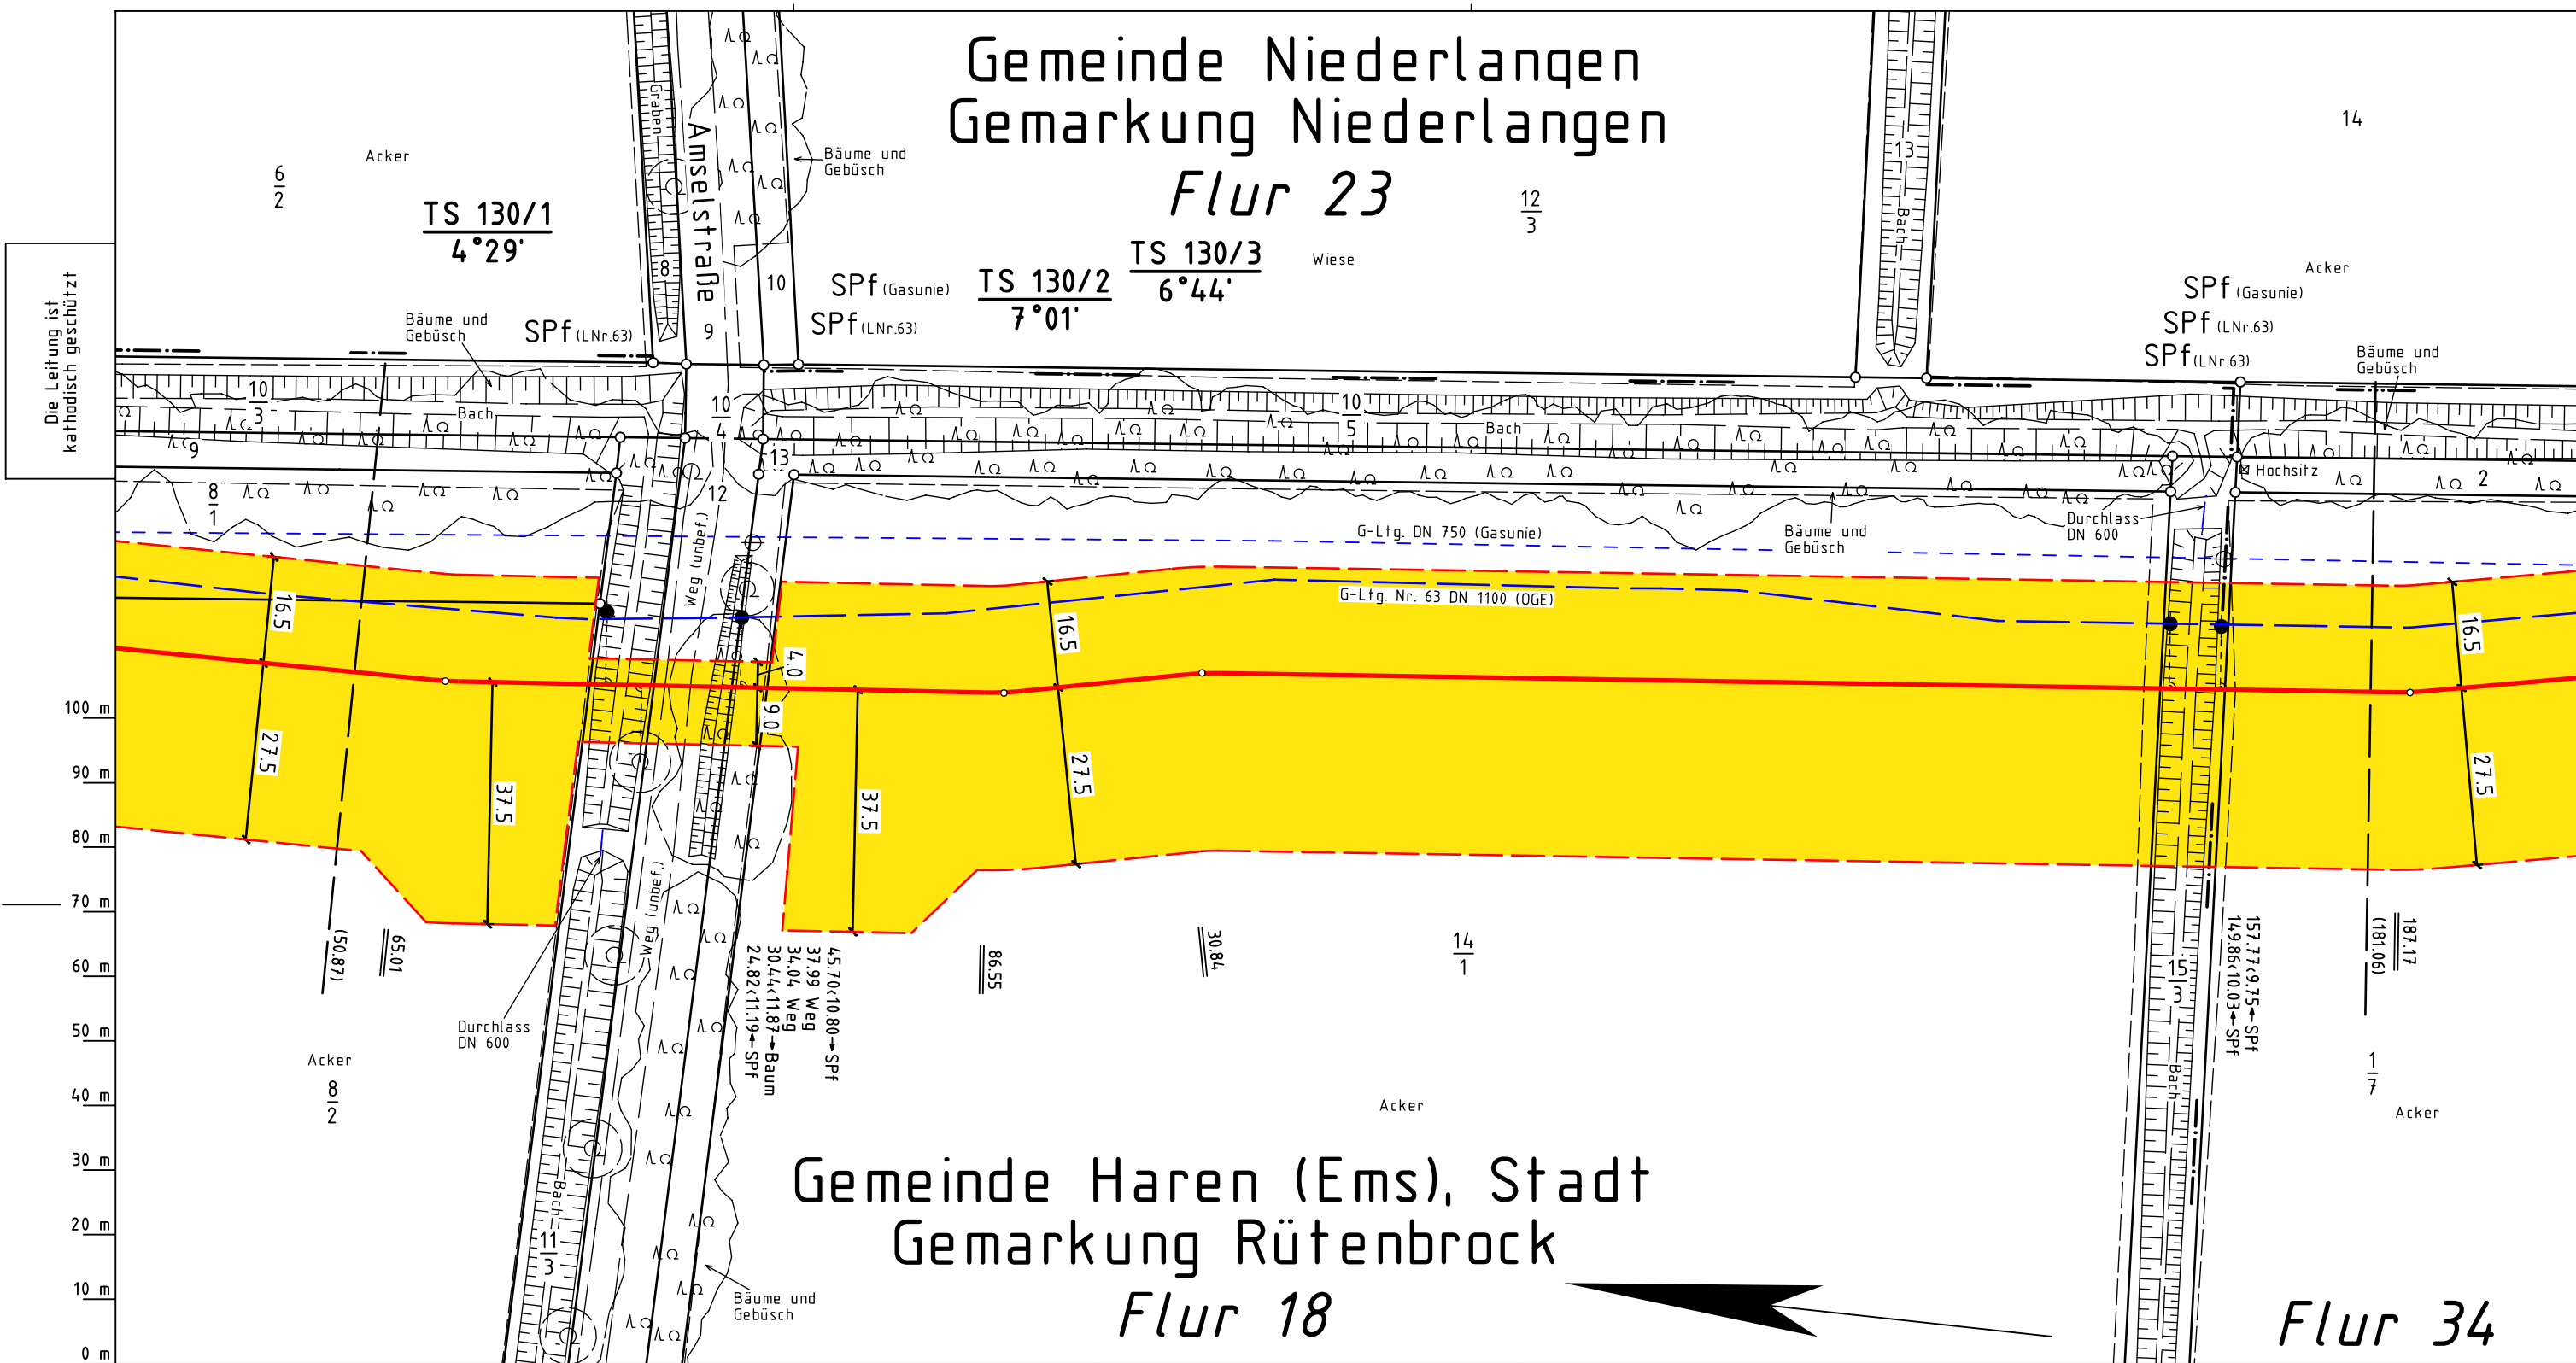 Gemeinde Niederlangen
Gemarkung Niederlangen
Flur 23
14
13
Bach
Graben
Amselstraße
Bäume und
Gebüsch
Acker
6
2
TS 130/1
4°29'
12
3
TS 130/2
7°01'
TS 130/3
6°44'
Wiese
8
10
9
SPf (Gasunie)
SPf (LNr.63)
SPf (LNr.63)
Bäume und
Gebüsch
Acker
SPf (Gasunie)
SPf (LNr.63)
SPf (LNr.63)
Bäume und
Gebüsch
Die Leitung ist
kathodisch geschützt
10
3
Bach
10
4
10
5
Bach
9
13
12
8
1
Hochsitz
2
Weg (unbef.)
G-Ltg. DN 750 (Gasunie)
Bäume und
Gebüsch
Durchlass
DN 600
G-Ltg. Nr. 63 DN 1100 (OGE)
16.5
16.5
16.5
4.0
9.0
27.5
37.5
37.5
27.5
27.5
100 m
90 m
80 m
70 m
60 m
50 m
40 m
30 m
20 m
10 m
0 m
Weg (unbef.)
(50.87)
65.01
45.70<10.80→SPf
37.99 Weg
34.04 Weg
30.44<11.87→Baum
24.82<11.19→SPf
86.55
30.84
14
1
157.77<9.75→SPf
149.86<10.03→SPf
187.17
(181.06)
15
3
Bach
Durchlass
DN 600
Acker
8
2
Acker
1
7
Acker
Bach
11
3
Bäume und
Gebüsch
Gemeinde Haren (Ems), Stadt
Gemarkung Rütenbrock
Flur 18
Flur 34